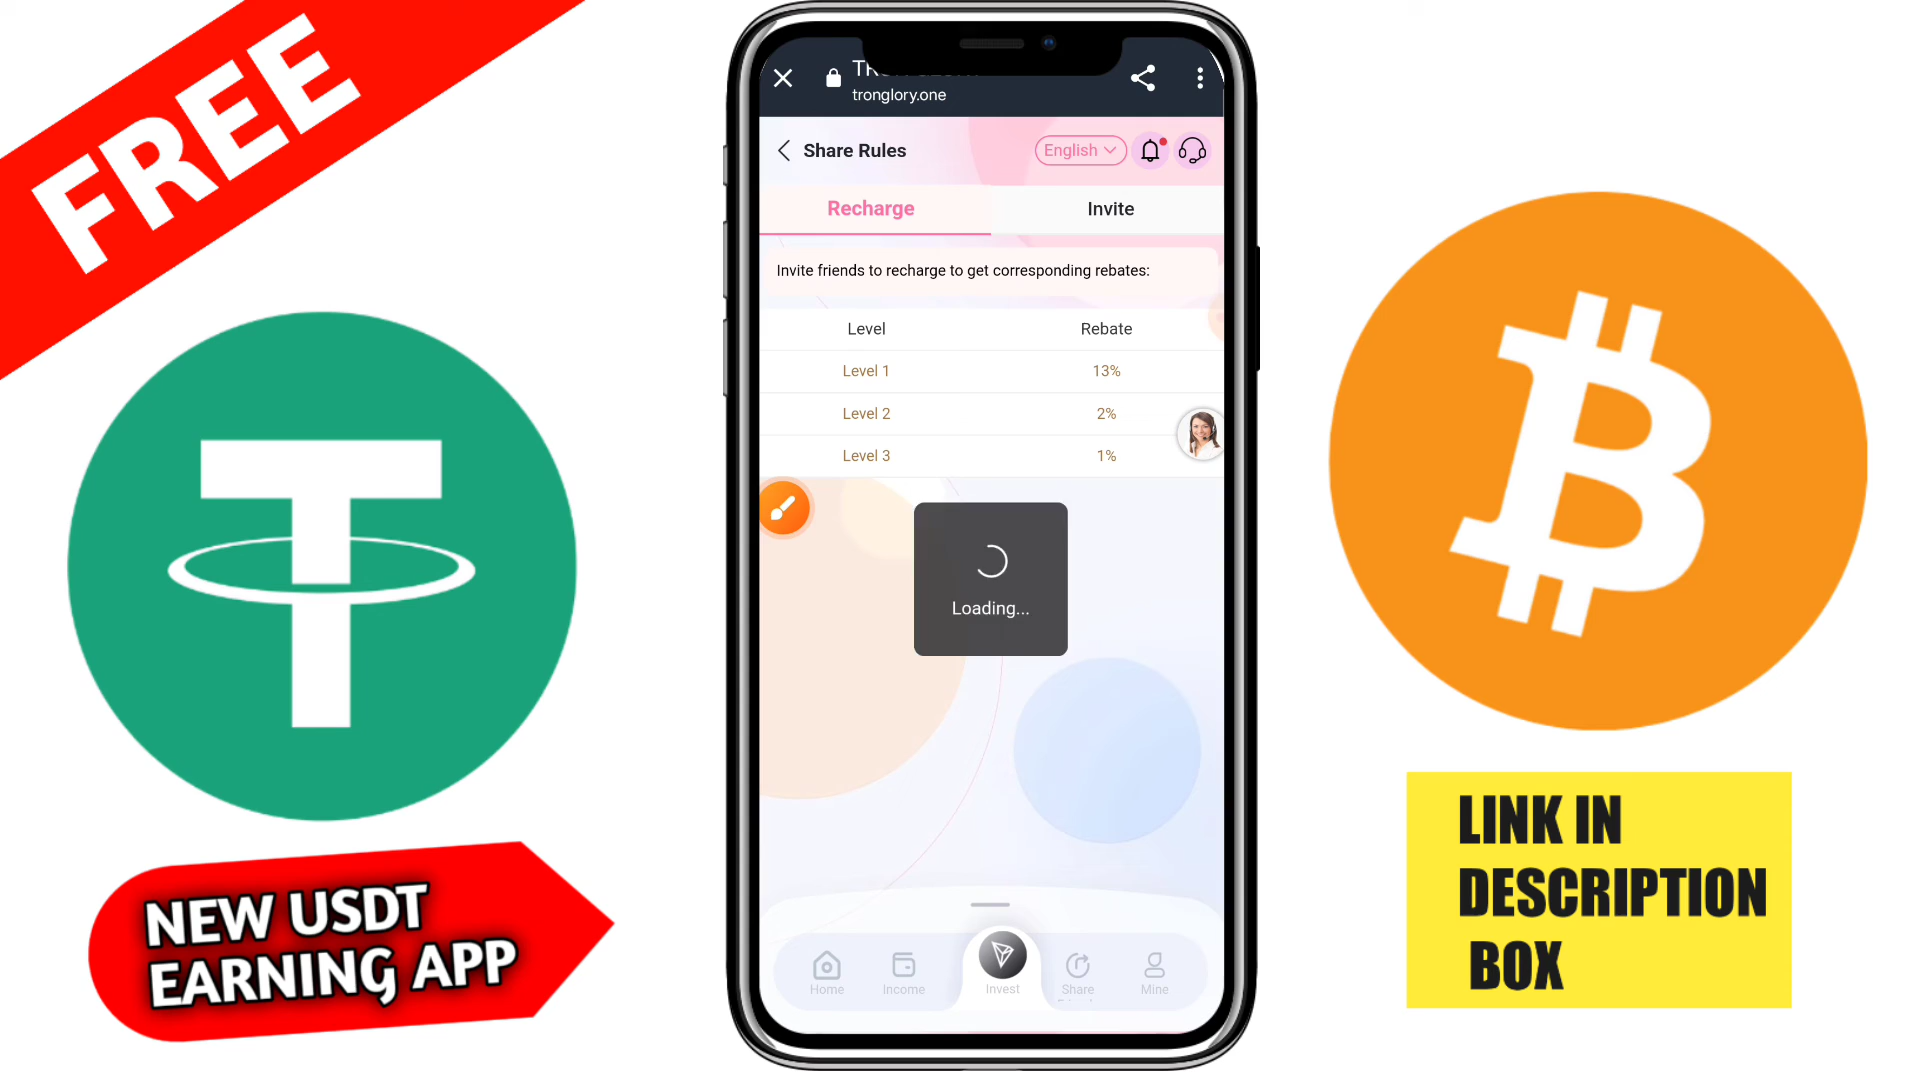 FREE
tronglory.one
Share Rules
English
Recharge
Invite
Invite friends to recharge to get corresponding rebates:
Level Rebate
Level 1 13%
Level 2 2%
Level 3 1%
Loading...
Home Income Invest Share Mine
NEW USDT
EARNING APP
LINK IN
DESCRIPTION
BOX